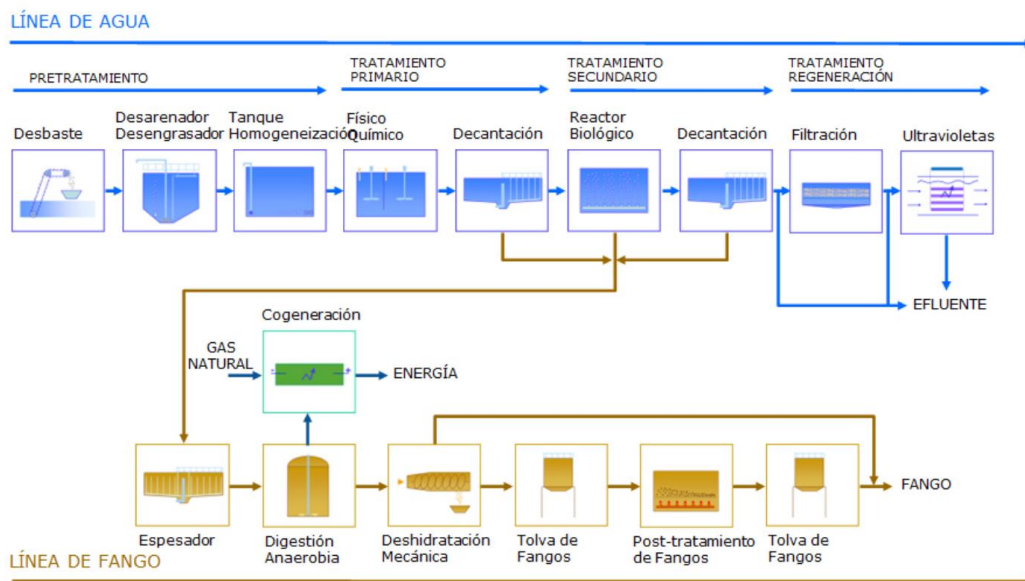 LÍNEA DE AGUA
PRETRATAMIENTO
TRATAMIENTO
PRIMARIO
TRATAMIENTO
SECUNDARIO
TRATAMIENTO
REGENERACIÓN
Desbaste
Desarenador
Desengrasador
Tanque
Homogeneización
Físico
Químico
Decantación
Reactor
Biológico
Decantación
Filtración
Ultravioletas
EFLUENTE
Cogeneración
GAS
NATURAL
ENERGÍA
FANGO
Espesador
Digestión
Anaerobia
Deshidratación
Mecánica
Tolva de
Fangos
Post-tratamiento
de Fangos
Tolva de
Fangos
LÍNEA DE FANGO